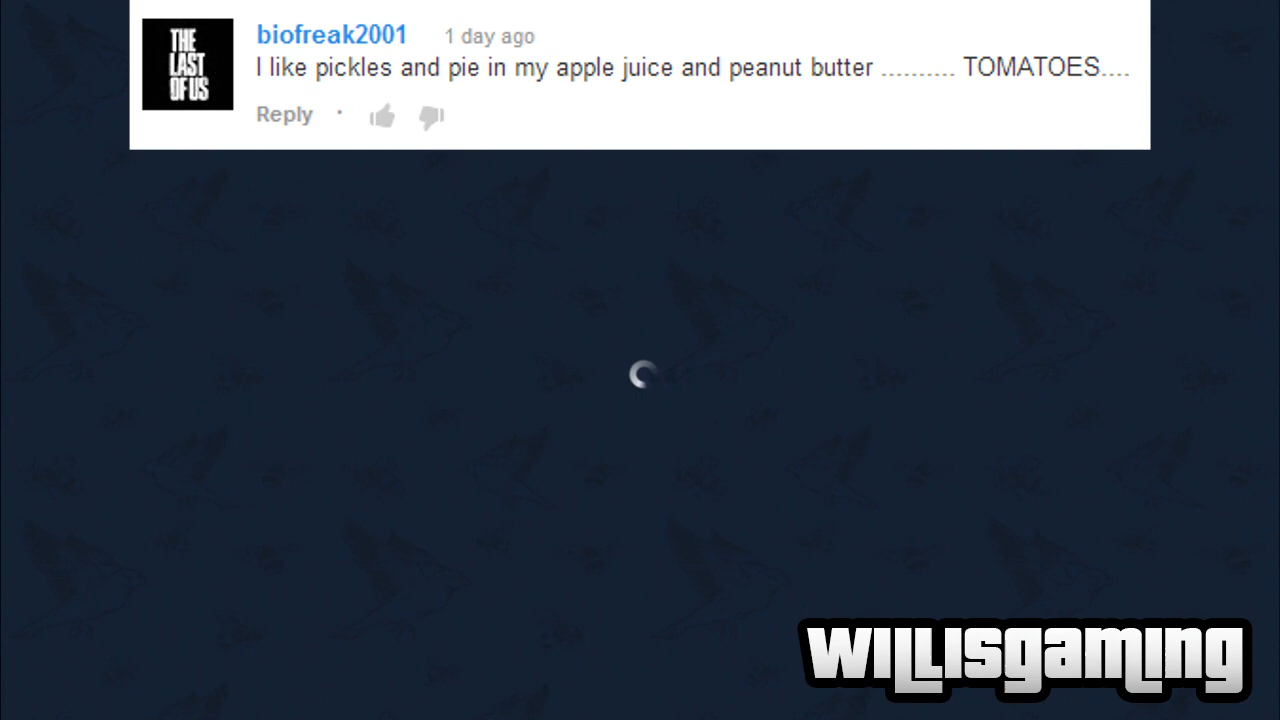 THE
LAST
OF US
biofreak2001 1 day ago
I like pickles and pie in my apple juice and peanut butter .......... TOMATOES....
Reply ·
WILLISgaming